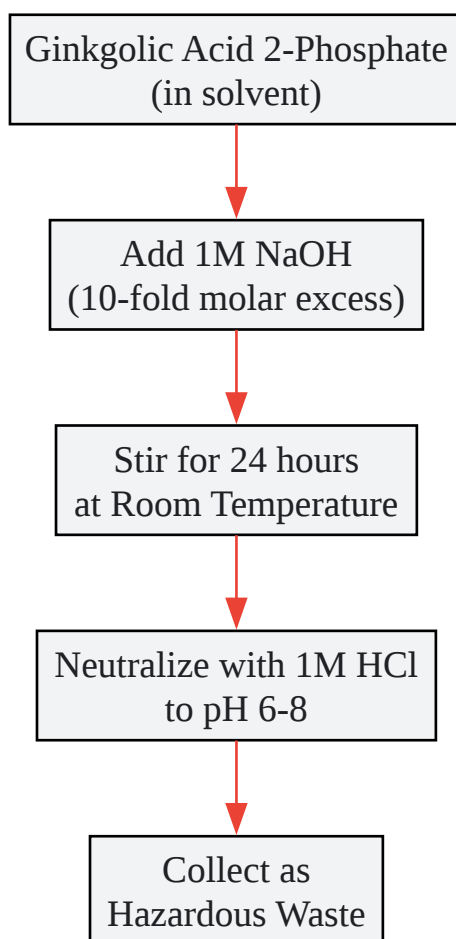 Ginkgolic Acid 2-Phosphate
(in solvent)
Add 1M NaOH
(10-fold molar excess)
Stir for 24 hours
at Room Temperature
Neutralize with 1M HCl
to pH 6-8
Collect as
Hazardous Waste